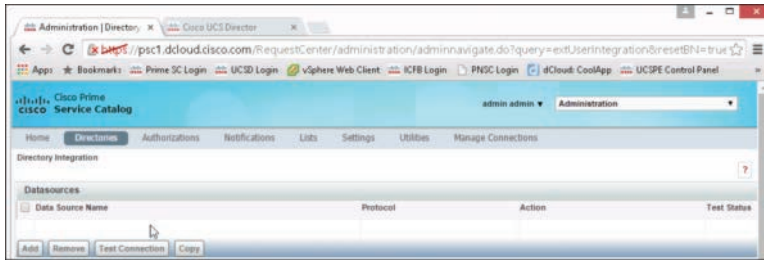 Administration | Directory × Cisco UCS Director ×
https://psc1.dcloud.cisco.com/RequestCenter/administration/adminnavigate.do?query=extUserIntegration&resetBN=true
Apps Bookmarks Prime SC Login UCSD Login vSphere Web Client ICFB Login PNSC Login dCloud: CoolApp UCSPE Control Panel »
cisco Cisco Prime
Service Catalog
admin admin ▼ Administration ▼
Home Directories Authorizations Notifications Lists Settings Utilities Manage Connections
Directory Integration
?
Datasources
Data Source Name Protocol Action Test Status
Add Remove Test Connection Copy